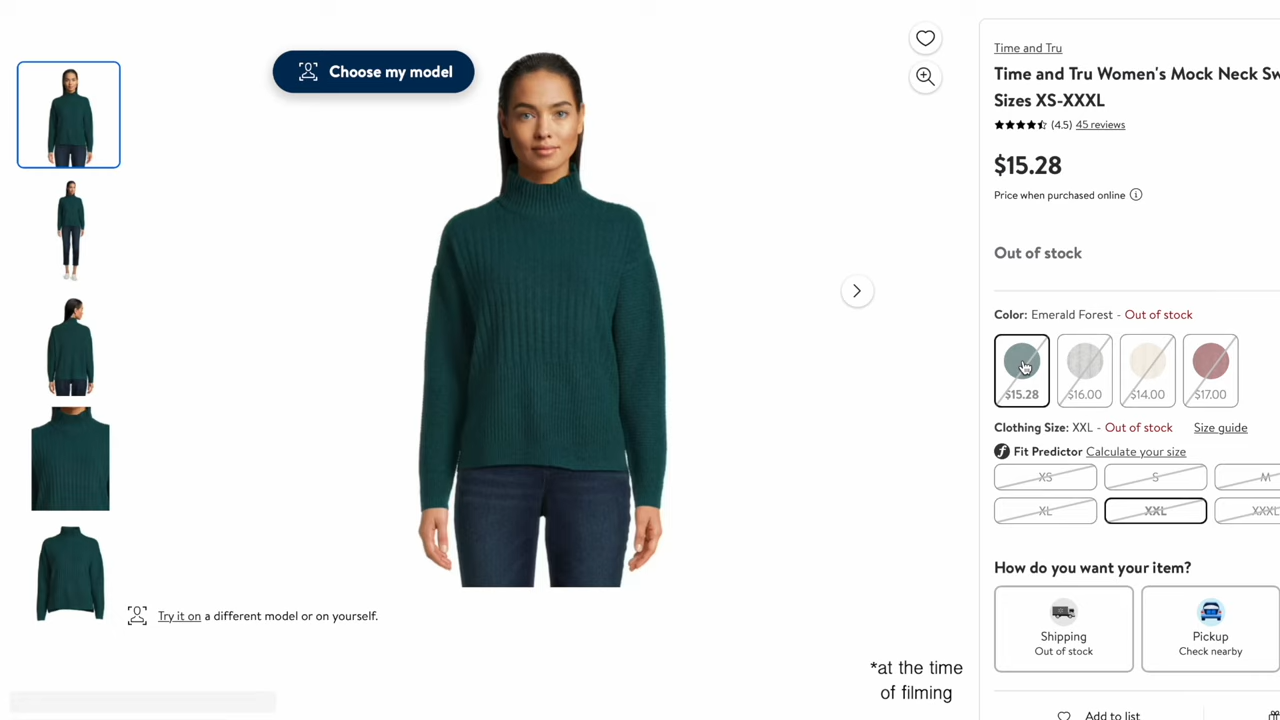 Choose my model
Time and Tru
Time and Tru Women's Mock Neck Sw
Sizes XS-XXXL
(4.5) 45 reviews
$15.28
Price when purchased online
Out of stock
Color: Emerald Forest - Out of stock
$15.28 $16.00 $14.00 $17.00
Clothing Size: XXL - Out of stock Size guide
Fit Predictor Calculate your size
XS S M
XL XXL XXXL
How do you want your item?
Shipping Pickup
Out of stock Check nearby
Try it on a different model or on yourself.
*at the time
of filming
Add to list